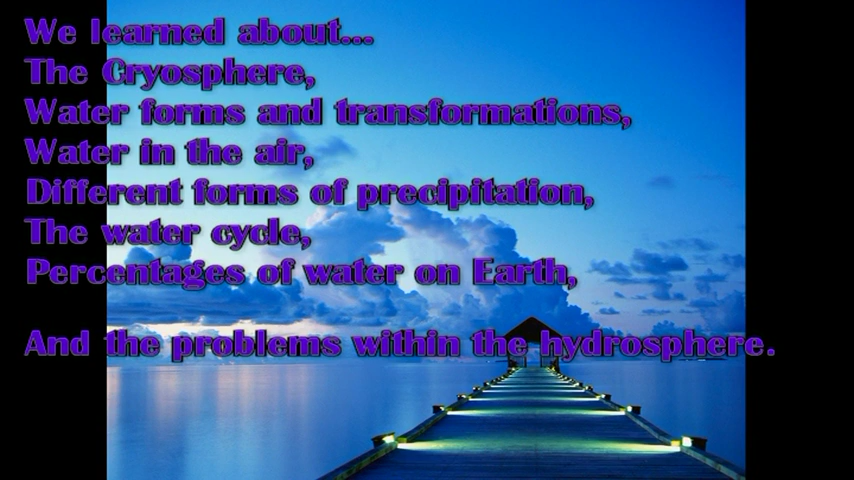 We learned about...
The Cryosphere,
Water forms and transformations,
Water in the air,
Different forms of precipitation,
The water cycle,
Percentages of water on Earth,
And the problems within the hydrosphere.